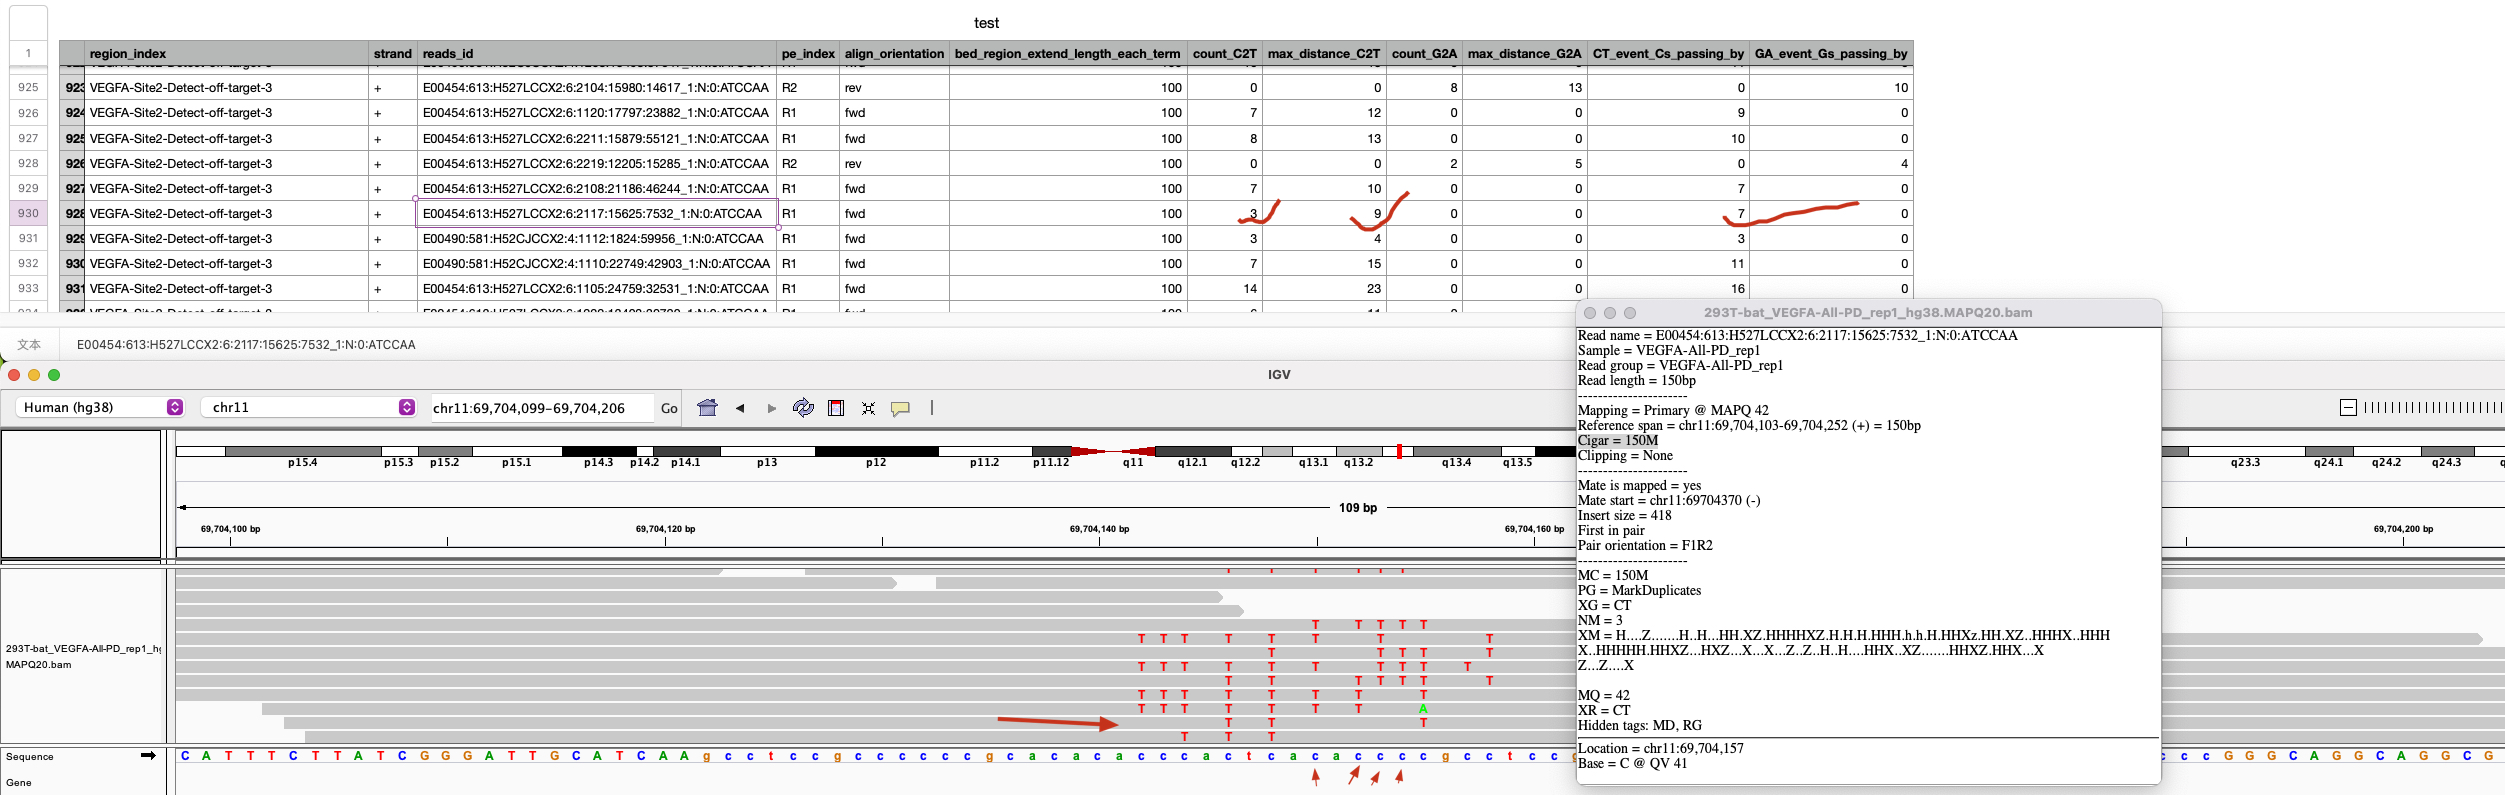 test
1 region_index strand reads_id pe_index align_orientation bed_region_extend_length_each_term count_C2T max_distance_C2T count_G2A max_distance_G2A CT_event_Cs_passing_by GA_event_Gs_passing_by
925 923 VEGFA-Site2-Detect-off-target-3 + E00454:613:H527LCCX2:6:2104:15980:14617_1:N:0:ATCCAA R2 rev 100 0 0 8 13 0 10
926 924 VEGFA-Site2-Detect-off-target-3 + E00454:613:H527LCCX2:6:1120:17797:23882_1:N:0:ATCCAA R1 fwd 100 7 12 0 0 9 0
927 925 VEGFA-Site2-Detect-off-target-3 + E00454:613:H527LCCX2:6:2211:15879:55121_1:N:0:ATCCAA R1 fwd 100 8 13 0 0 10 0
928 926 VEGFA-Site2-Detect-off-target-3 + E00454:613:H527LCCX2:6:2219:12205:15285_1:N:0:ATCCAA R2 rev 100 0 0 2 5 0 4
929 927 VEGFA-Site2-Detect-off-target-3 + E00454:613:H527LCCX2:6:2108:21186:46244_1:N:0:ATCCAA R1 fwd 100 7 10 0 0 7 0
930 928 VEGFA-Site2-Detect-off-target-3 + E00454:613:H527LCCX2:6:2117:15625:7532_1:N:0:ATCCAA R1 fwd 100 3 9 0 0 7 0
931 929 VEGFA-Site2-Detect-off-target-3 + E00490:581:H52CJCCX2:4:1112:1824:59956_1:N:0:ATCCAA R1 fwd 100 3 4 0 0 3 0
932 930 VEGFA-Site2-Detect-off-target-3 + E00490:581:H52CJCCX2:4:1110:22749:42903_1:N:0:ATCCAA R1 fwd 100 7 15 0 0 11 0
933 931 VEGFA-Site2-Detect-off-target-3 + E00454:613:H527LCCX2:6:1105:24759:32531_1:N:0:ATCCAA R1 fwd 100 14 23 0 0 16 0
文本 E00454:613:H527LCCX2:6:2117:15625:7532_1:N:0:ATCCAA
IGV
Human (hg38) chr11 chr11:69,704,099-69,704,206 Go
p15.4 p15.3 p15.2 p15.1 p14.3 p14.2 p14.1 p13 p12 p11.2 p11.12 q11 q12.1 q12.2 q13.1 q13.2 q13.4 q13.5 q23.3 q24.1 q24.2 q24.3
109 bp
69,704,100 bp 69,704,120 bp 69,704,140 bp 69,704,160 bp 69,704,200 bp
T T T T T
T T T T T T T T
T T T T T
T T T T T T T T T T
T T T T T T T
T T T T T T T T
T T T T T T T A
T T T
T T T
293T-bat_VEGFA-All-PD_rep1_hg
MAPQ20.bam
Sequence C A T T T C T T A T C G G G A T T G C A T C A A g c c t c c g c c c c c c g c a c a c a c c c a c t c a c a c c c c g c c t c c g c c c G G G C A G G C A G G C G
Gene
293T-bat_VEGFA-All-PD_rep1_hg38.MAPQ20.bam
Read name = E00454:613:H527LCCX2:6:2117:15625:7532_1:N:0:ATCCAA
Sample = VEGFA-All-PD_rep1
Read group = VEGFA-All-PD_rep1
Read length = 150bp
----------------------
Mapping = Primary @ MAPQ 42
Reference span = chr11:69,704,103-69,704,252 (+) = 150bp
Cigar = 150M
Clipping = None
----------------------
Mate is mapped = yes
Mate start = chr11:69704370 (-)
Insert size = 418
First in pair
Pair orientation = F1R2
----------------------
MC = 150M
PG = MarkDuplicates
XG = CT
NM = 3
XM = H....Z.......H..H...HH.XZ.HHHHXZ.H.H.H.HHH.h.h.H.HHXz.HH.XZ..HHHX..HHH
X..HHHHH.HHXZ...HXZ...X...X...Z..Z..H..H....HHX..XZ.......HHXZ.HHX...X
Z...Z....X
MQ = 42
XR = CT
Hidden tags: MD, RG
Location = chr11:69,704,157
Base = C @ QV 41